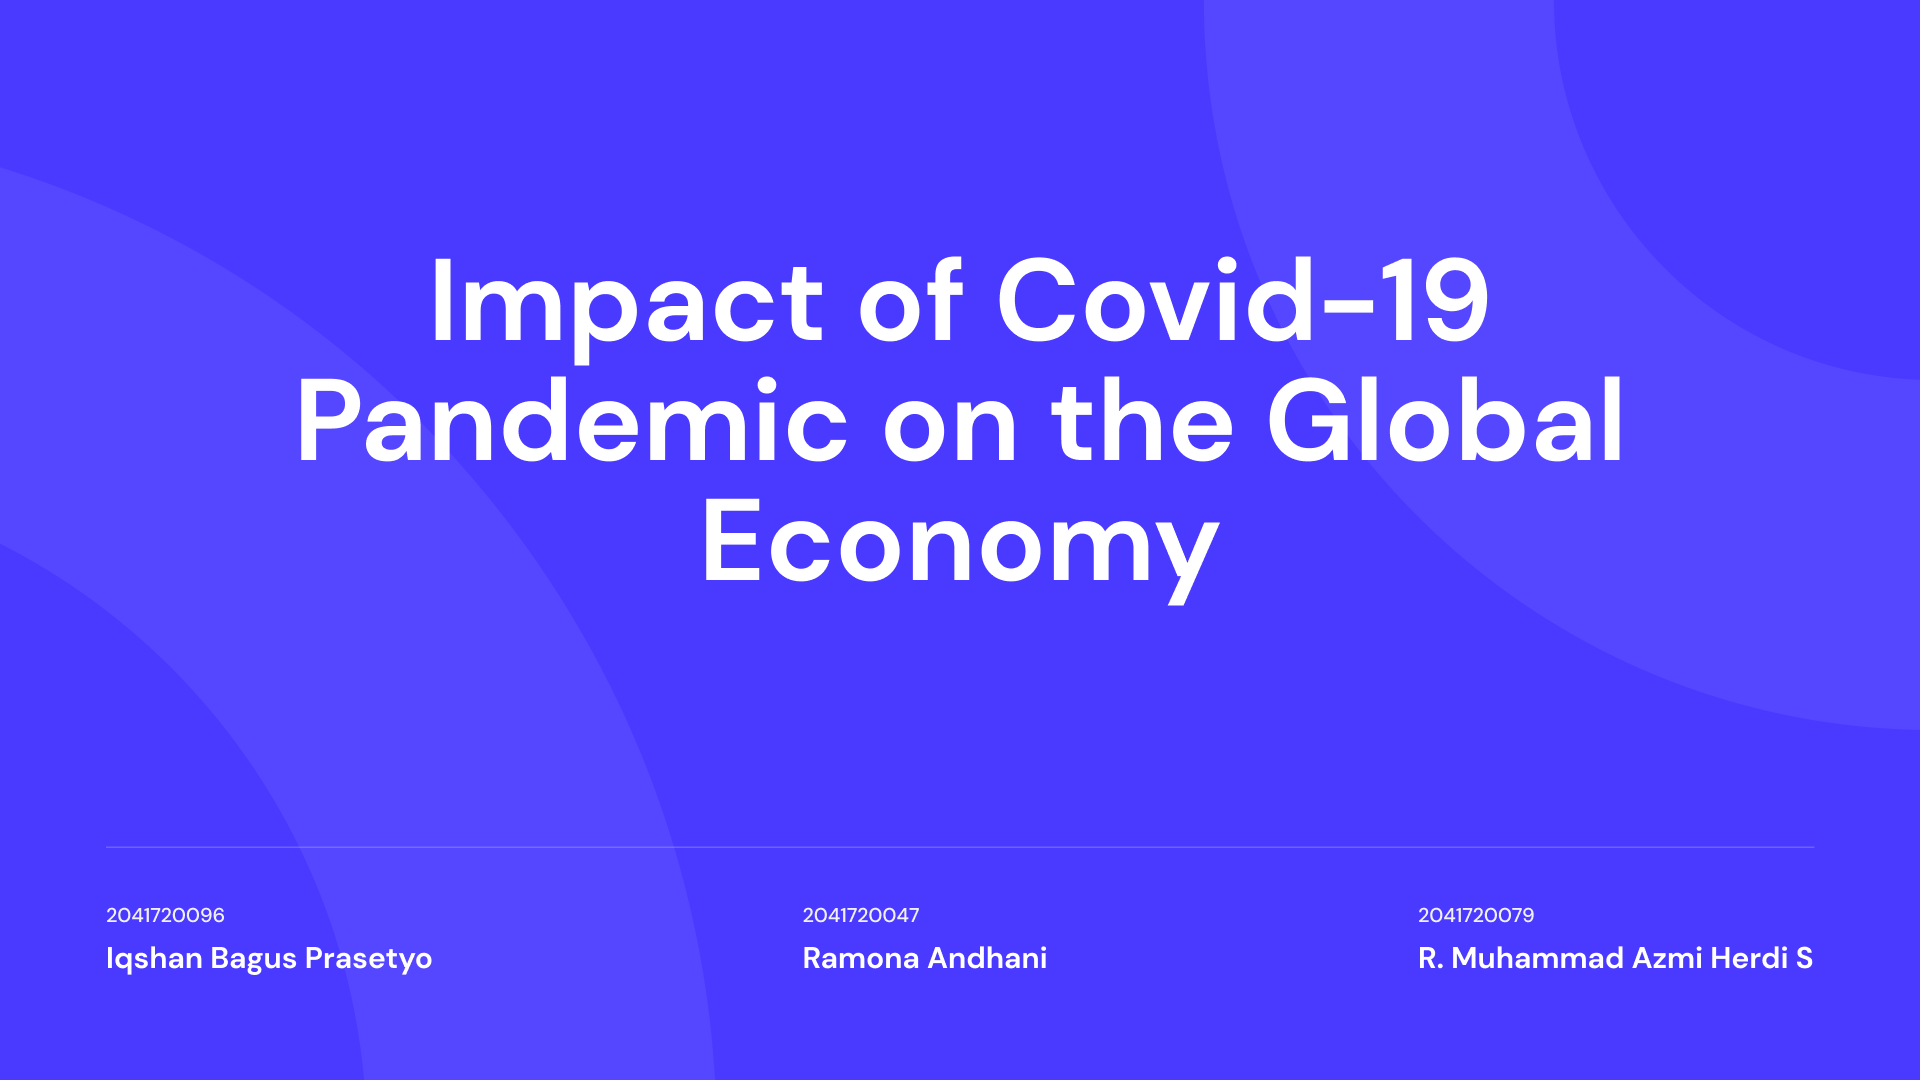 Impact of Covid-19
Pandemic on the Global
Economy
2041720096
Iqshan Bagus Prasetyo
2041720047
Ramona Andhani
2041720079
R. Muhammad Azmi Herdi S